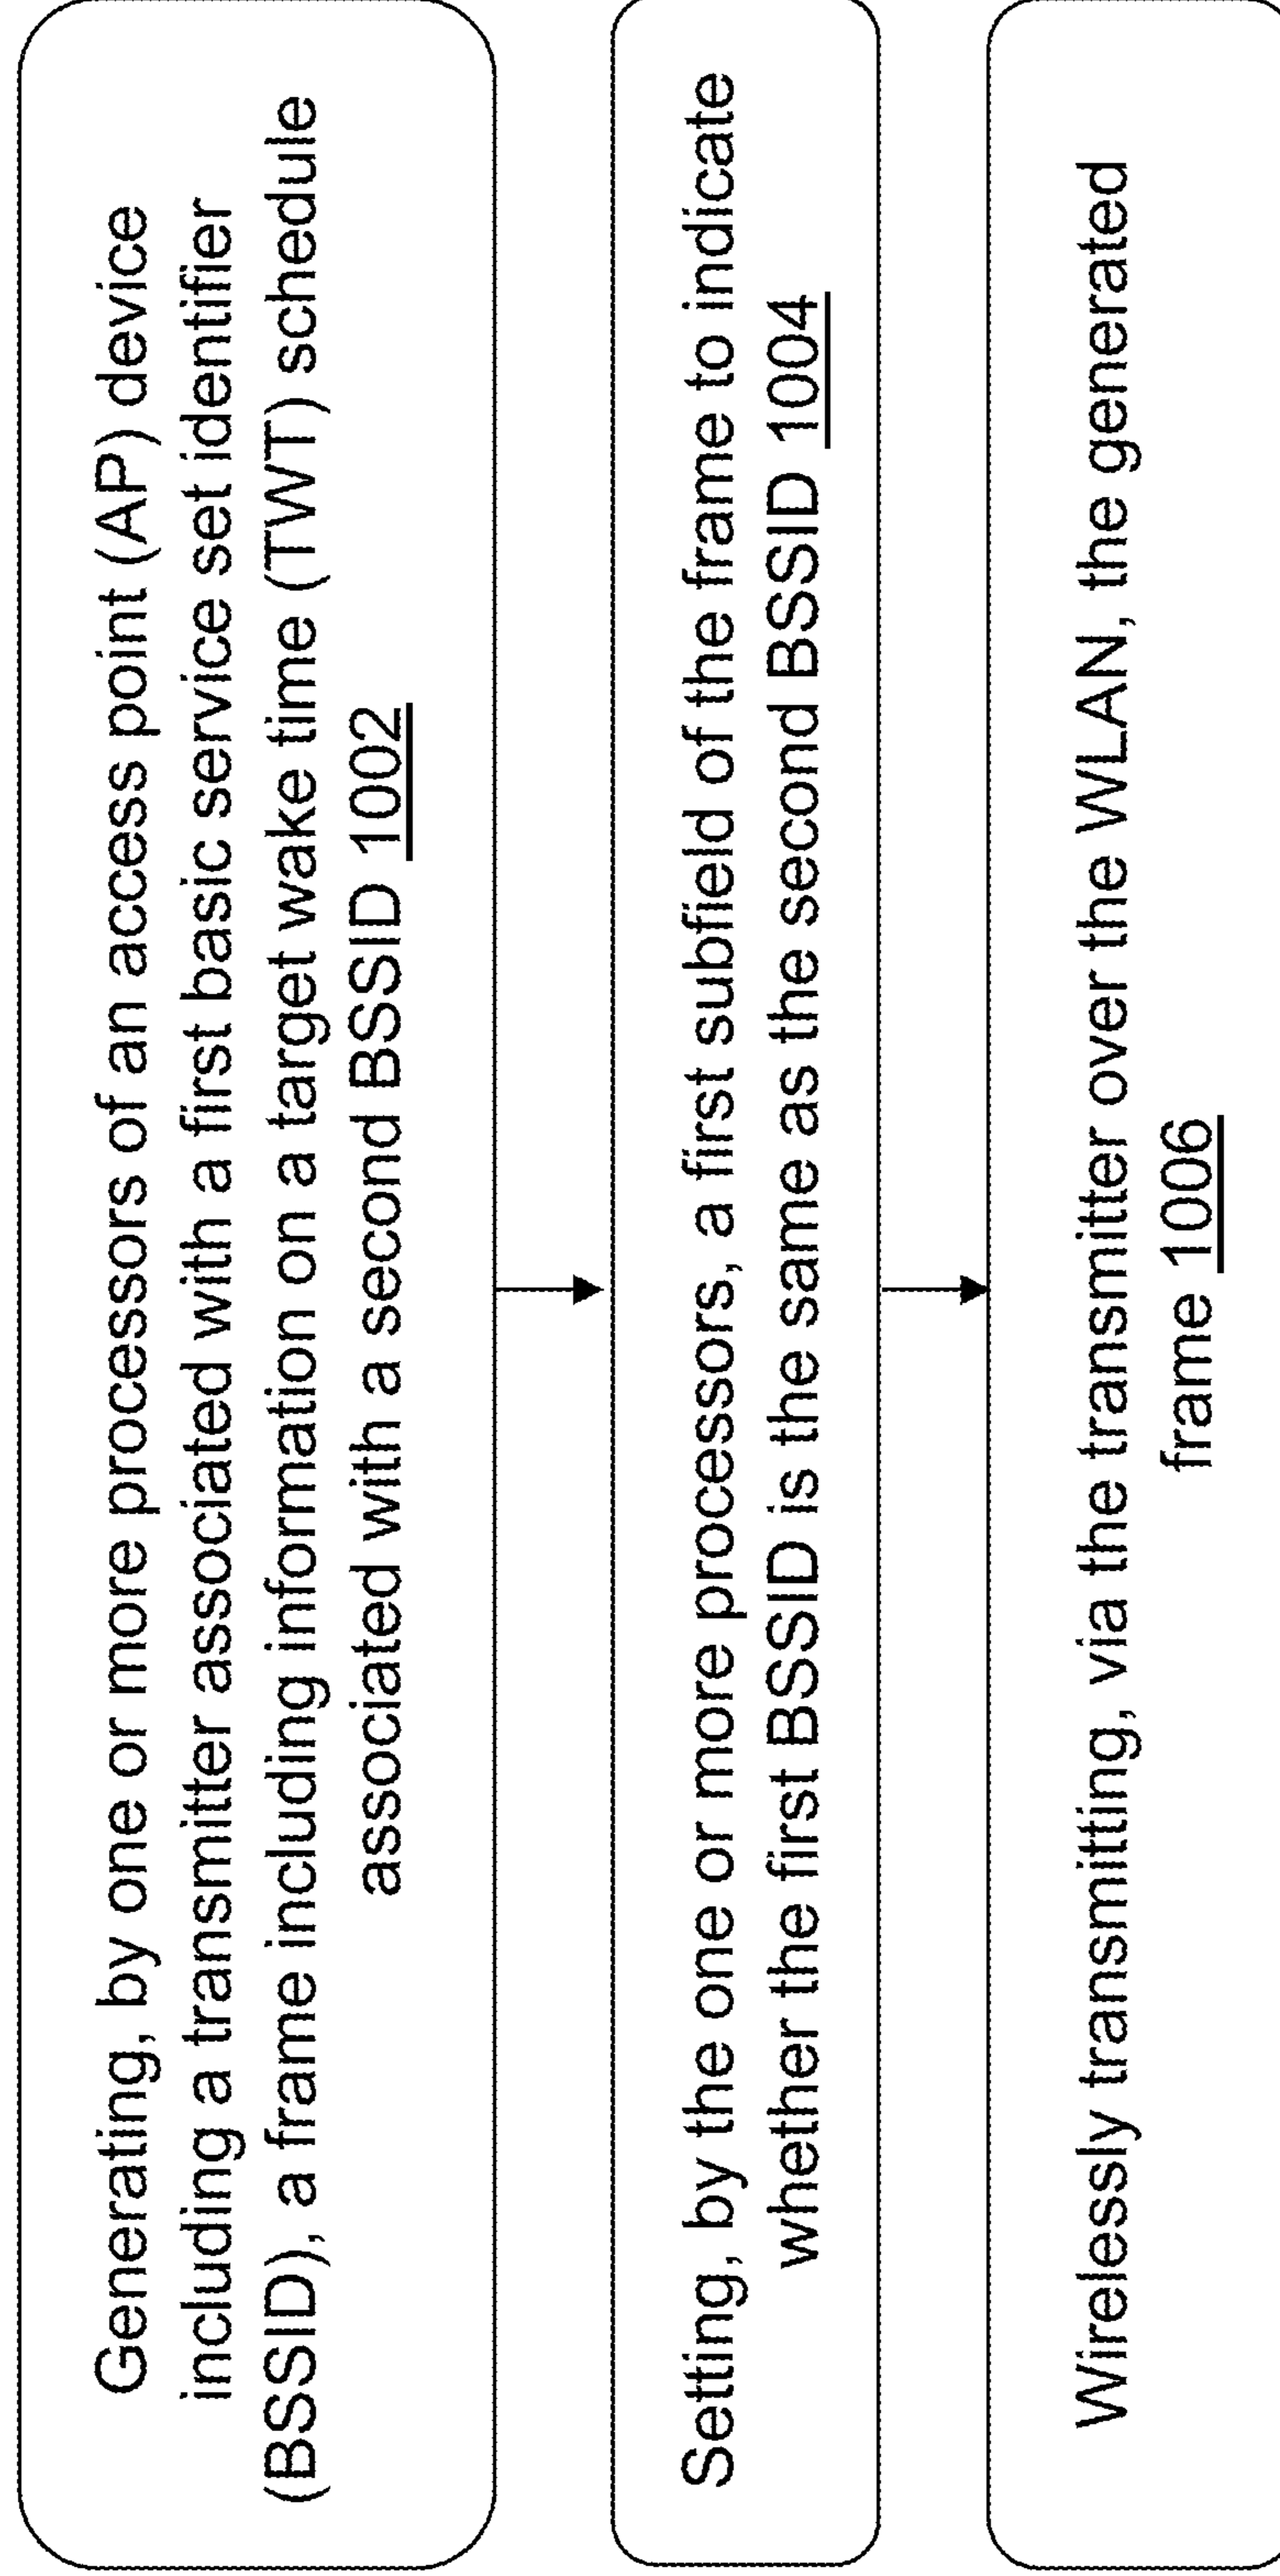 Generating, by one or more processors of an access point (AP) device
including a transmitter associated with a first basic service set identifier
(BSSID), a frame including information on a target wake time (TWT) schedule
associated with a second BSSID 1002
Setting, by the one or more processors, a first subfield of the frame to indicate
whether the first BSSID is the same as the second BSSID 1004
Wirelessly transmitting, via the transmitter over the WLAN, the generated
frame 1006